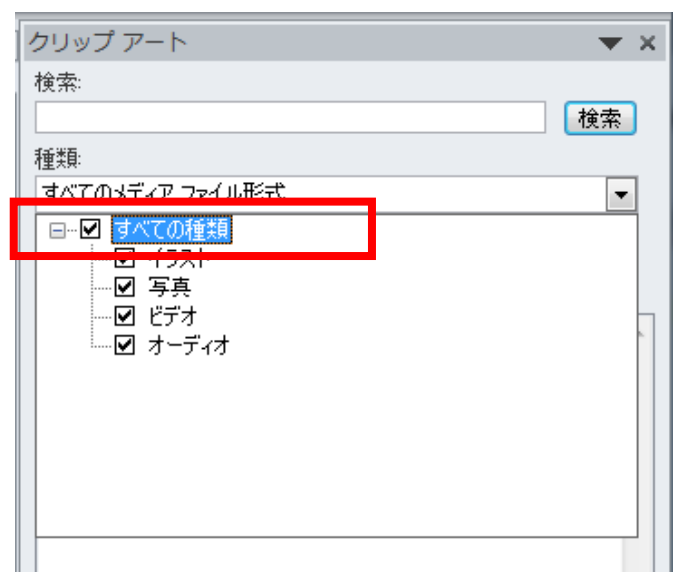 クリップ アート
検索:
検索
種類:
すべてのメディア ファイル形式
すべての種類
イラスト
写真
ビデオ
オーディオ